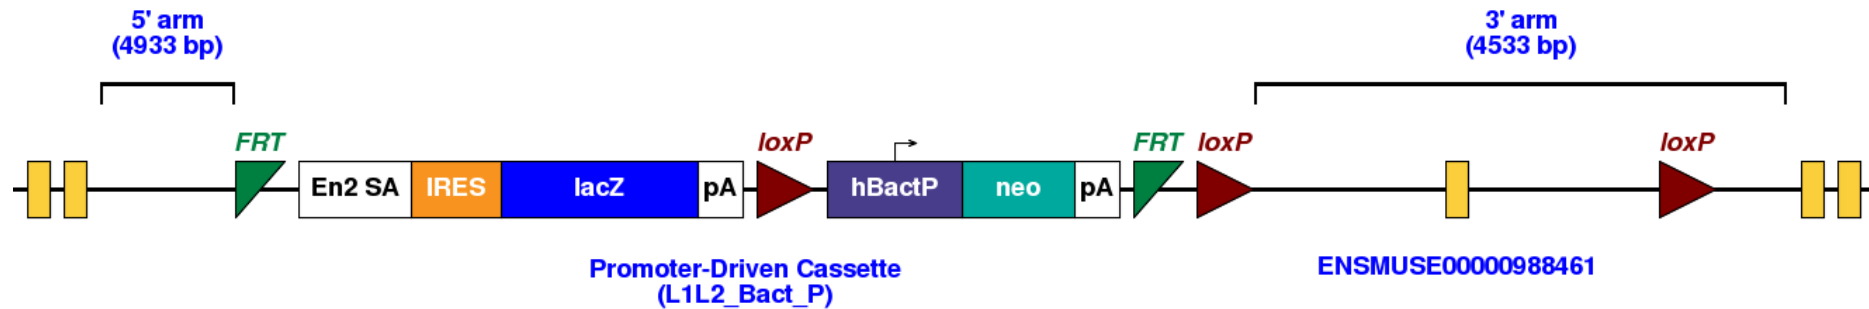 5' arm
(4933 bp)
3' arm
(4533 bp)
FRT
loxP
FRT
loxP
loxP
En2 SA
IRES
lacZ
pA
hBactP
neo
pA
Promoter-Driven Cassette
(L1L2_Bact_P)
ENSMUSE00000988461